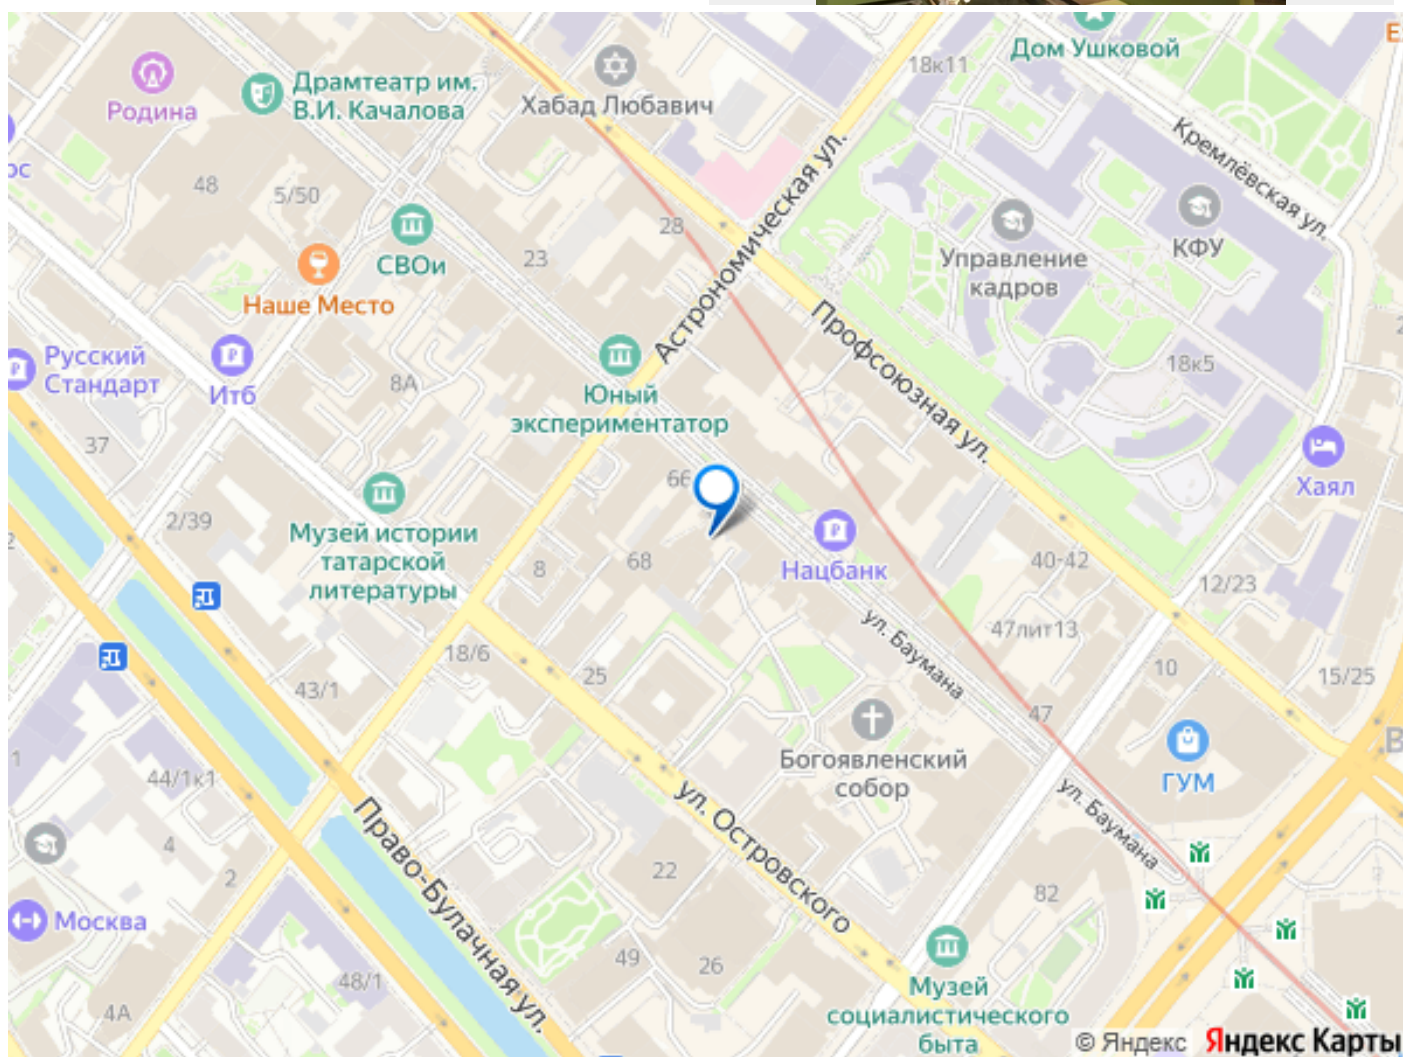 Дом Ушковой
18к11
Драмтеатр им.
В.И. Качалова
Родина
Хабад Любавич
Кремлёвская ул.
48
5/50
28
КФУ
Управление
кадров
СВОи
23
Астрономическая ул.
Наше Место
Профсоюзная ул.
Русский
Стандарт
Итб
8А
18к5
Юный
экспериментатор
37
66
Хаял
2/39
Музей истории
татарской
литературы
8
68
Нацбанк
40-42
12/23
ул. Баумана
47лит13
18/6
25
10
15/25
43/1
47
Богоявленский
собор
ГУМ
44/1к1
1
4
2
ул. Островского
ул. Баумана
Право-Булачная ул.
22
82
Москва
49
26
48/1
4А
Музей
социалистического
быта
© Яндекс Яндекс Карты